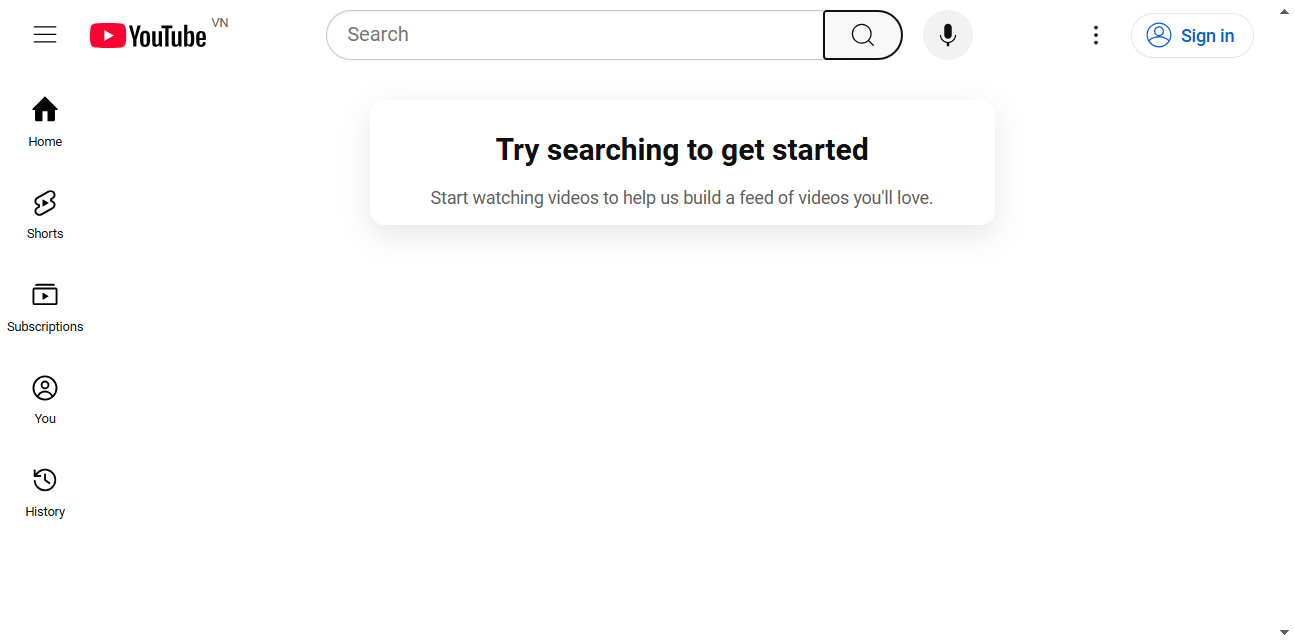 YouTube VN
Search
Sign in
Home
Shorts
Subscriptions
You
History
Try searching to get started
Start watching videos to help us build a feed of videos you'll love.